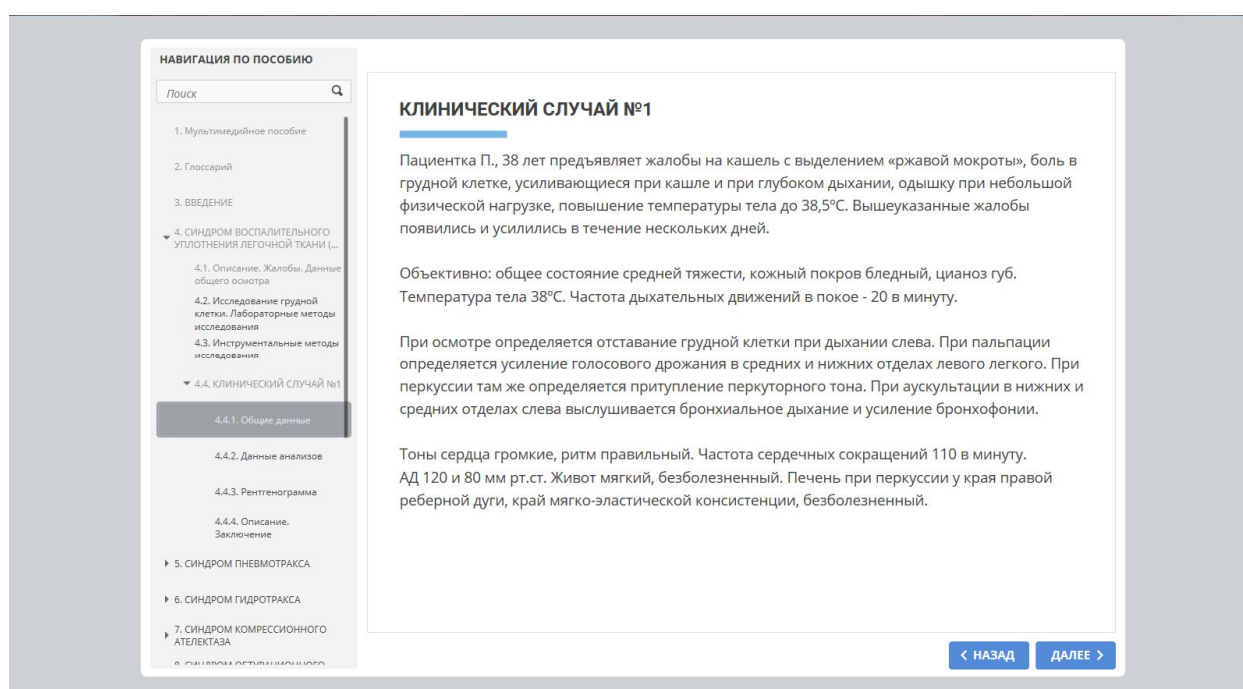 НАВИГАЦИЯ ПО ПОСОБИЮ
Поиск
1. Мультимедийное пособие
2. Глоссарий
3. ВВЕДЕНИЕ
4. СИНДРОМ ВОСПАЛИТЕЛЬНОГО
УПЛОТНЕНИЯ ЛЕГОЧНОЙ ТКАНИ (...
4.1. Описание. Жалобы. Данные
общего осмотра
4.2. Исследование грудной
клетки. Лабораторные методы
исследования
4.3. Инструментальные методы
исследования
4.4. КЛИНИЧЕСКИЙ СЛУЧАЙ №1
4.4.1. Общие данные
4.4.2. Данные анализов
4.4.3. Рентгенограмма
4.4.4. Описание.
Заключение
5. СИНДРОМ ПНЕВМОТРАКСА
6. СИНДРОМ ГИДРОТРАКСА
7. СИНДРОМ КОМПРЕССИОННОГО
АТЕЛЕКТАЗА
8. СИНДРОМ ОБТУРАЦИОННОГО
КЛИНИЧЕСКИЙ СЛУЧАЙ №1
Пациентка П., 38 лет предъявляет жалобы на кашель с выделением «ржавой мокроты», боль в
грудной клетке, усиливающиеся при кашле и при глубоком дыхании, одышку при небольшой
физической нагрузке, повышение температуры тела до 38,5ºС. Вышеуказанные жалобы
появились и усилились в течение нескольких дней.
Объективно: общее состояние средней тяжести, кожный покров бледный, цианоз губ.
Температура тела 38ºС. Частота дыхательных движений в покое - 20 в минуту.
При осмотре определяется отставание грудной клетки при дыхании слева. При пальпации
определяется усиление голосового дрожания в средних и нижних отделах левого легкого. При
перкуссии там же определяется притупление перкуторного тона. При аускультации в нижних и
средних отделах слева выслушивается бронхиальное дыхание и усиление бронхофонии.
Тоны сердца громкие, ритм правильный. Частота сердечных сокращений 110 в минуту.
АД 120 и 80 мм рт.ст. Живот мягкий, безболезненный. Печень при перкуссии у края правой
реберной дуги, край мягко-эластической консистенции, безболезненный.
НАЗАД
ДАЛЕЕ